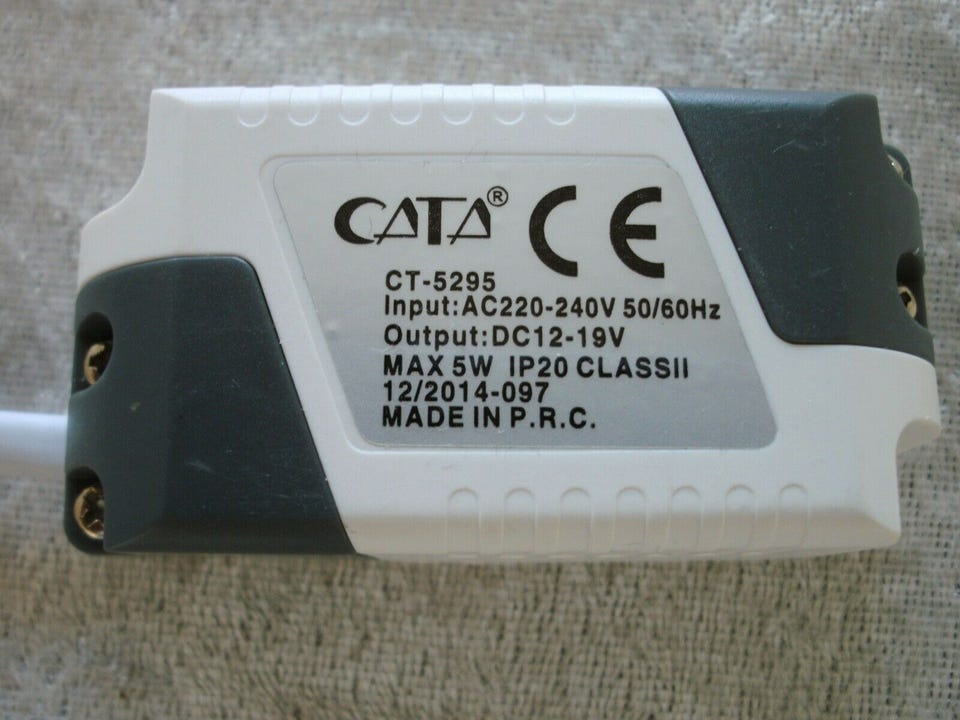 CATA® CE
CT-5295
Input:AC220-240V 50/60Hz
Output:DC12-19V
MAX 5W IP20 CLASSII
12/2014-097
MADE IN P.R.C.